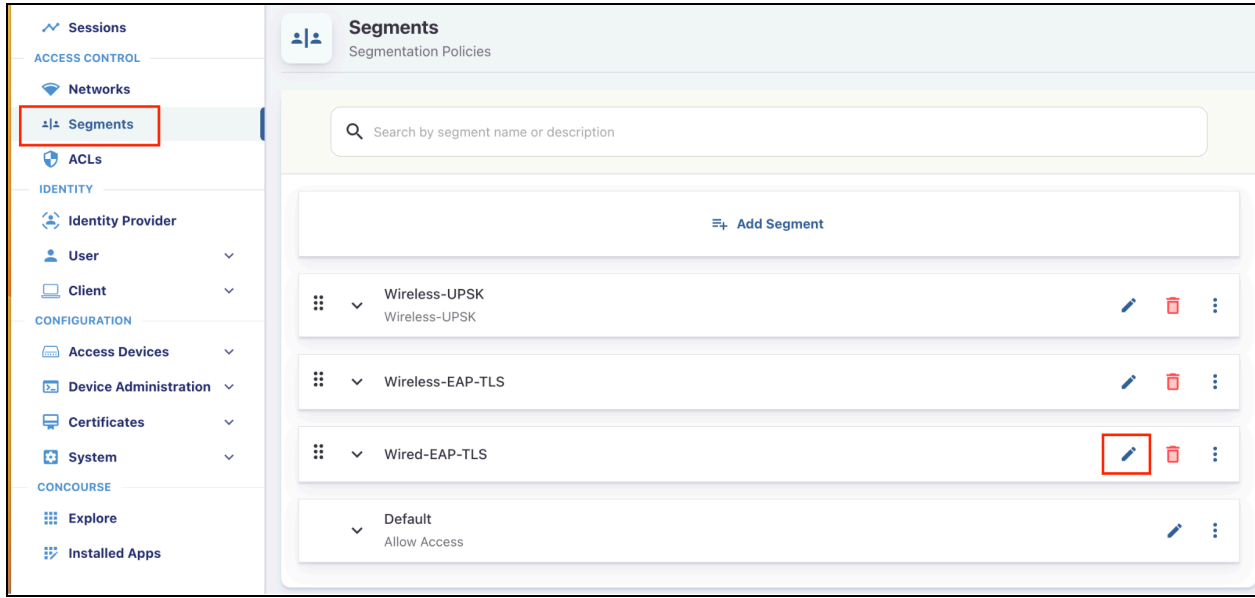 Sessions
ACCESS CONTROL
Networks
Segments
ACLs
IDENTITY
Identity Provider
User
Client
CONFIGURATION
Access Devices
Device Administration
Certificates
System
CONCOURSE
Explore
Installed Apps
Segments
Segmentation Policies
Search by segment name or description
Add Segment
Wireless-UPSK
Wireless-UPSK
Wireless-EAP-TLS
Wired-EAP-TLS
Default
Allow Access